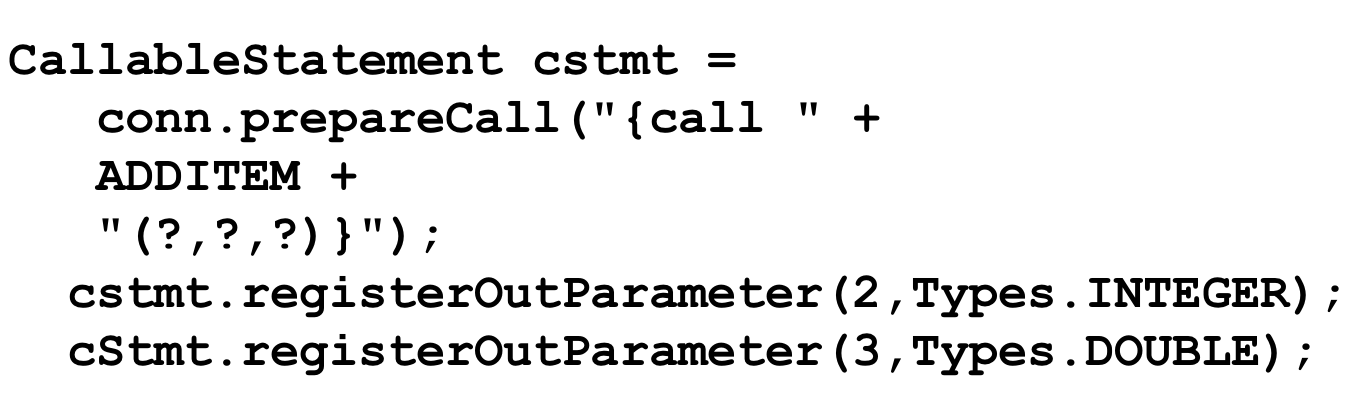 CallableStatement cstmt =
conn.prepareCall("{call " +
ADDITEM +
"(?,?,?)}");
cstmt.registerOutParameter(2,Types.INTEGER);
cStmt.registerOutParameter(3,Types.DOUBLE);